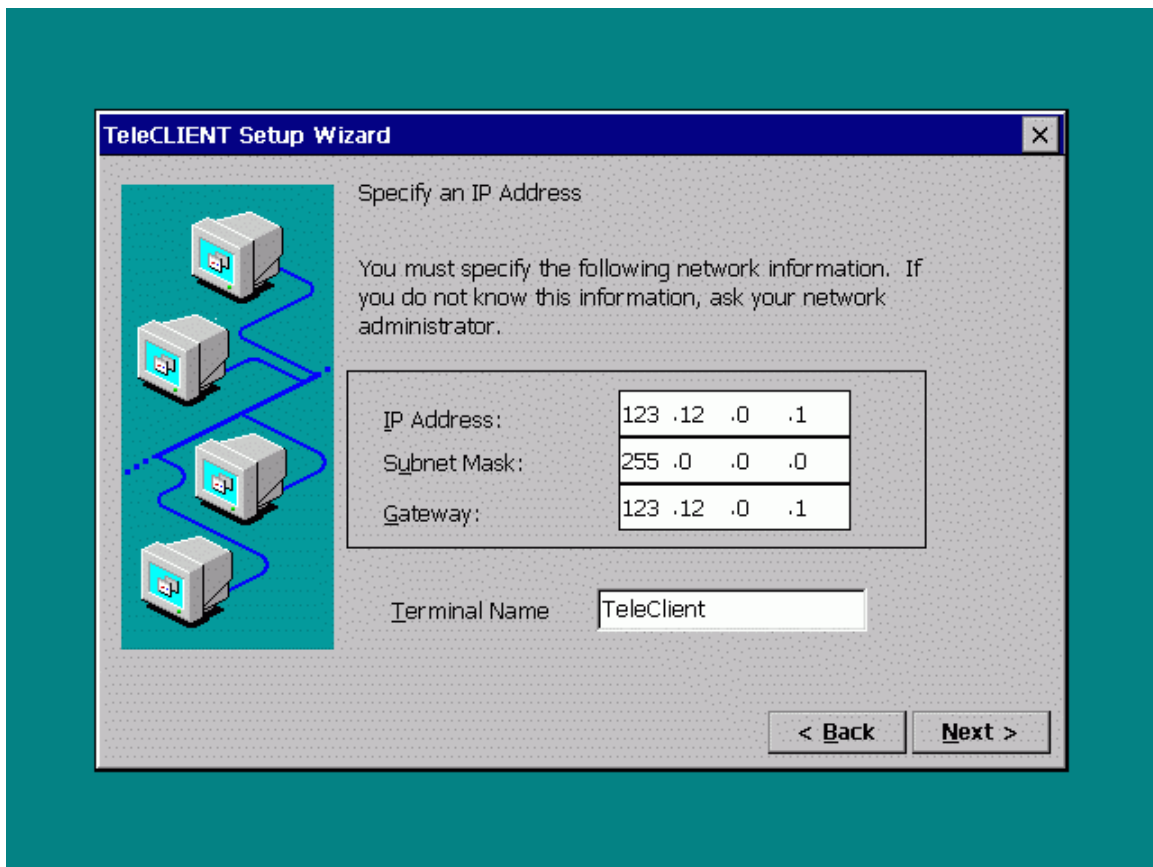 TeleCLIENT Setup Wizard
Specify an IP Address
You must specify the following network information. If
you do not know this information, ask your network
administrator.
IP Address: 123 .12 .0 .1
Subnet Mask: 255 .0 .0 .0
Gateway: 123 .12 .0 .1
Terminal Name TeleClient
< Back Next >